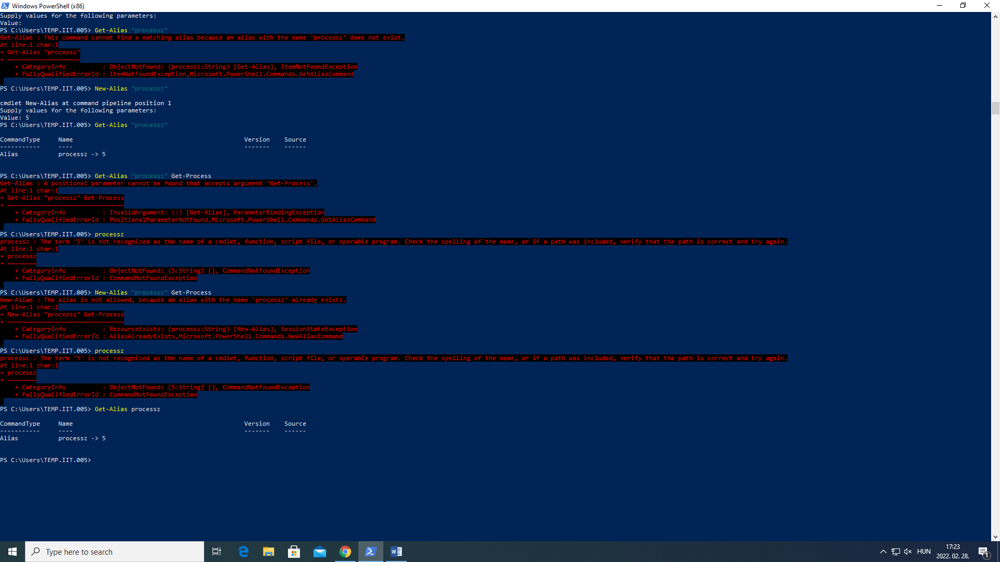 Windows PowerShell (x86)
Supply values for the following parameters:
Value:
PS C:\Users\TEMP.IIT.005> Get-Alias "processz"
Get-Alias : This command cannot find a matching alias because an alias with the name 'processz' does not exist.
At line:1 char:1
+ Get-Alias "processz"
+ ~~~~~~~~~~~~~~~~~~~~
    + CategoryInfo          : ObjectNotFound: (processz:String) [Get-Alias], ItemNotFoundException
    + FullyQualifiedErrorId : ItemNotFoundException,Microsoft.PowerShell.Commands.GetAliasCommand
PS C:\Users\TEMP.IIT.005> New-Alias "processz"
cmdlet New-Alias at command pipeline position 1
Supply values for the following parameters:
Value: 5
PS C:\Users\TEMP.IIT.005> Get-Alias "processz"
CommandType     Name                                               Version    Source
-----------     ----                                               -------    ------
Alias           processz -> 5
PS C:\Users\TEMP.IIT.005> Get-Alias "processz" Get-Process
Get-Alias : A positional parameter cannot be found that accepts argument 'Get-Process'.
At line:1 char:1
+ Get-Alias "processz" Get-Process
+ ~~~~~~~~~~~~~~~~~~~~~~~~~~~~~~~~
    + CategoryInfo          : InvalidArgument: (:) [Get-Alias], ParameterBindingException
    + FullyQualifiedErrorId : PositionalParameterNotFound,Microsoft.PowerShell.Commands.GetAliasCommand
PS C:\Users\TEMP.IIT.005> processz
processz : The term '5' is not recognized as the name of a cmdlet, function, script file, or operable program. Check the spelling of the name, or if a path was included, verify that the path is correct and try again.
At line:1 char:1
+ processz
+ ~~~~~~~~
    + CategoryInfo          : ObjectNotFound: (5:String) [], CommandNotFoundException
    + FullyQualifiedErrorId : CommandNotFoundException
PS C:\Users\TEMP.IIT.005> New-Alias "processz" Get-Process
New-Alias : The alias is not allowed, because an alias with the name 'processz' already exists.
At line:1 char:1
+ New-Alias "processz" Get-Process
+ ~~~~~~~~~~~~~~~~~~~~~~~~~~~~~~~~
    + CategoryInfo          : ResourceExists: (processz:String) [New-Alias], SessionStateException
    + FullyQualifiedErrorId : AliasAlreadyExists,Microsoft.PowerShell.Commands.NewAliasCommand
PS C:\Users\TEMP.IIT.005> processz
processz : The term '5' is not recognized as the name of a cmdlet, function, script file, or operable program. Check the spelling of the name, or if a path was included, verify that the path is correct and try again.
At line:1 char:1
+ processz
+ ~~~~~~~~
    + CategoryInfo          : ObjectNotFound: (5:String) [], CommandNotFoundException
    + FullyQualifiedErrorId : CommandNotFoundException
PS C:\Users\TEMP.IIT.005> Get-Alias processz
CommandType     Name                                               Version    Source
-----------     ----                                               -------    ------
Alias           processz -> 5
PS C:\Users\TEMP.IIT.005>
Type here to search
HUN
17:23
2022. 02. 28.
1